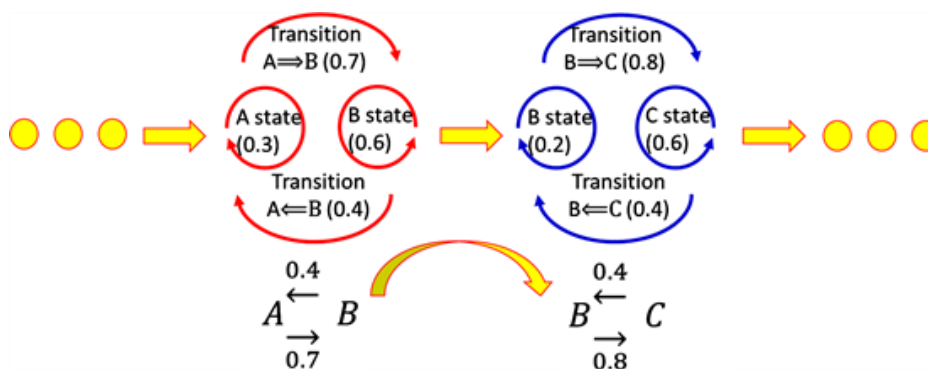 Transition
A⟹B (0.7)
A state
(0.3)
B state
(0.6)
Transition
A⟸B (0.4)
Transition
B⟹C (0.8)
B state
(0.2)
C state
(0.6)
Transition
B⟸C (0.4)
0.4
←
A B
→
0.7
0.4
←
B C
→
0.8